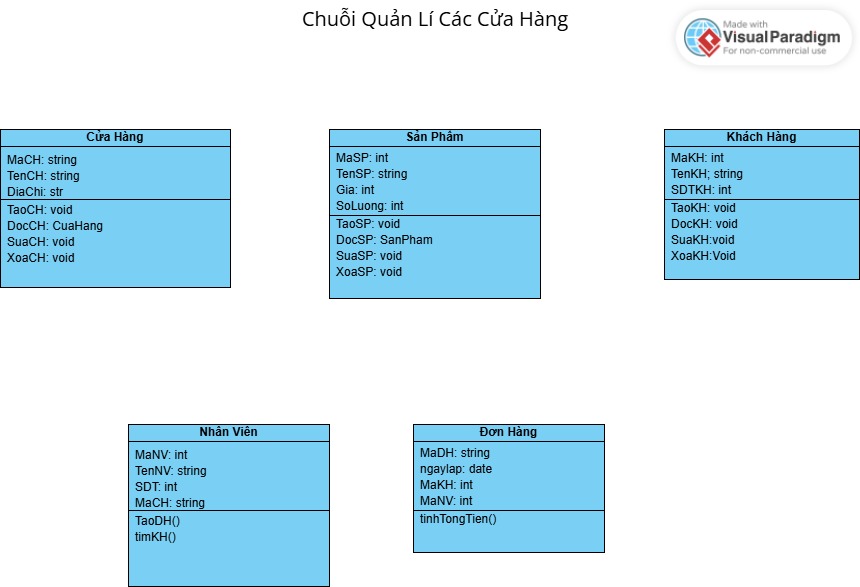 Chuỗi Quản Lí Các Cửa Hàng
Made with
VisualParadigm
For non-commercial use
Cửa Hàng
MaCH: string
TenCH: string
DiaChi: str
TaoCH: void
DocCH: CuaHang
SuaCH: void
XoaCH: void
Sản Phẩm
MaSP: int
TenSP: string
Gia: int
SoLuong: int
TaoSP: void
DocSP: SanPham
SuaSP: void
XoaSP: void
Khách Hàng
MaKH: int
TenKH; string
SDTKH: int
TaoKH: void
DocKH: void
SuaKH:void
XoaKH:Void
Nhân Viên
MaNV: int
TenNV: string
SDT: int
MaCH: string
TaoDH()
timKH()
Đơn Hàng
MaDH: string
ngaylap: date
MaKH: int
MaNV: int
tinhTongTien()